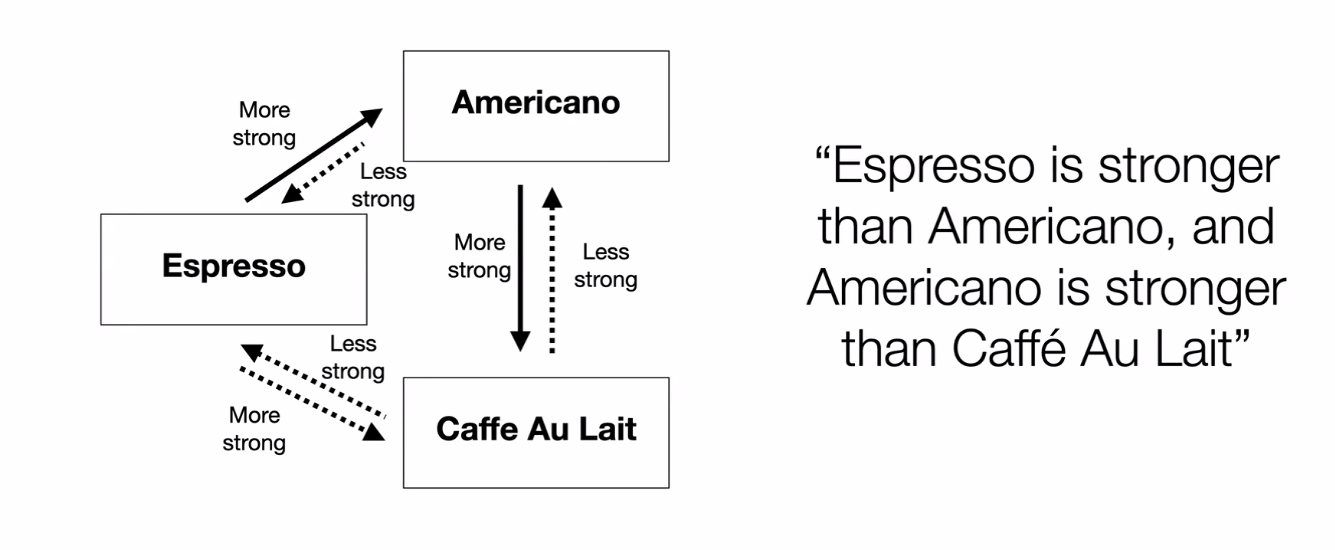 Americano
More
strong
Less
strong
Espresso
More
strong
Less
strong
Less
strong
More
strong
Caffe Au Lait
“Espresso is stronger
than Americano, and
Americano is stronger
than Caffé Au Lait”